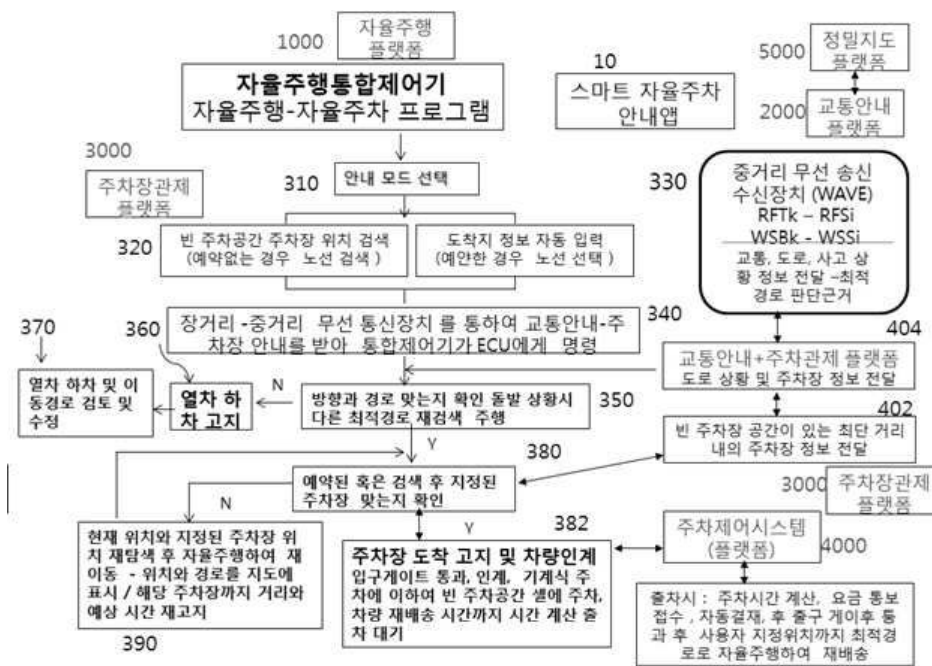 1000
자율주행
플랫폼
자율주행통합제어기
자율주행-자율주차 프로그램
10
스마트 자율주차
안내앱
5000
정밀지도
플랫폼
2000
교통안내
플랫폼
3000
주차장관제
플랫폼
310
안내 모드 선택
330
중거리 무선 송신
수신장치 (WAVE)
RFTk – RFSi
WSBk - WSSi
교통, 도로, 사고 상
황 정보 전달 –최적
경로 판단근거
320
빈 주차공간 주차장 위치 검색
(예약없는 경우 노선 검색 )
도착지 정보 자동 입력
(예얀한 경우 노선 선택 )
340
장거리 -중거리 무선 통신장치 를 통하여 교통안내-주
차장 안내를 받아 통합제어기가 ECU에게 명령
404
교통안내+주차관제 플랫폼
도로 상황 및 주차장 정보 전달
370
360
열차 하차 및 이
동경로 검토 및
수정
열차 하
차 고지
N
방향과 경로 맞는지 확인 돌발 상황시
다른 최적경로 재검색 주행
350
402
빈 주차장 공간이 있는 최단 거리
내의 주차장 정보 전달
Y
380
예약된 혹은 검색 후 지정된
주차장 맞는지 확인
N
Y
3000
주차장관제
플랫폼
현재 위치와 지정된 주차장 위
치 재탐색 후 자율주행하여 재
이동 - 위치와 경로를 지도에
표시 / 해당 주차장까지 거리와
예상 시간 재고지
390
382
주차장 도착 고지 및 차량인계
입구게이트 통과, 인계, 기계식 주
차에 이하여 빈 주차공간 셀에 주차,
차량 재배송 시간까지 시간 계산 출
차 대기
주차제어시스템
(플랫폼)
4000
출차시 : 주차시간 계산, 요금 통보
접수 , 자동결재, 후 출구 게이후 통
과 후 사용자 지정위치까지 최적경
로로 자율주행하여 재배송